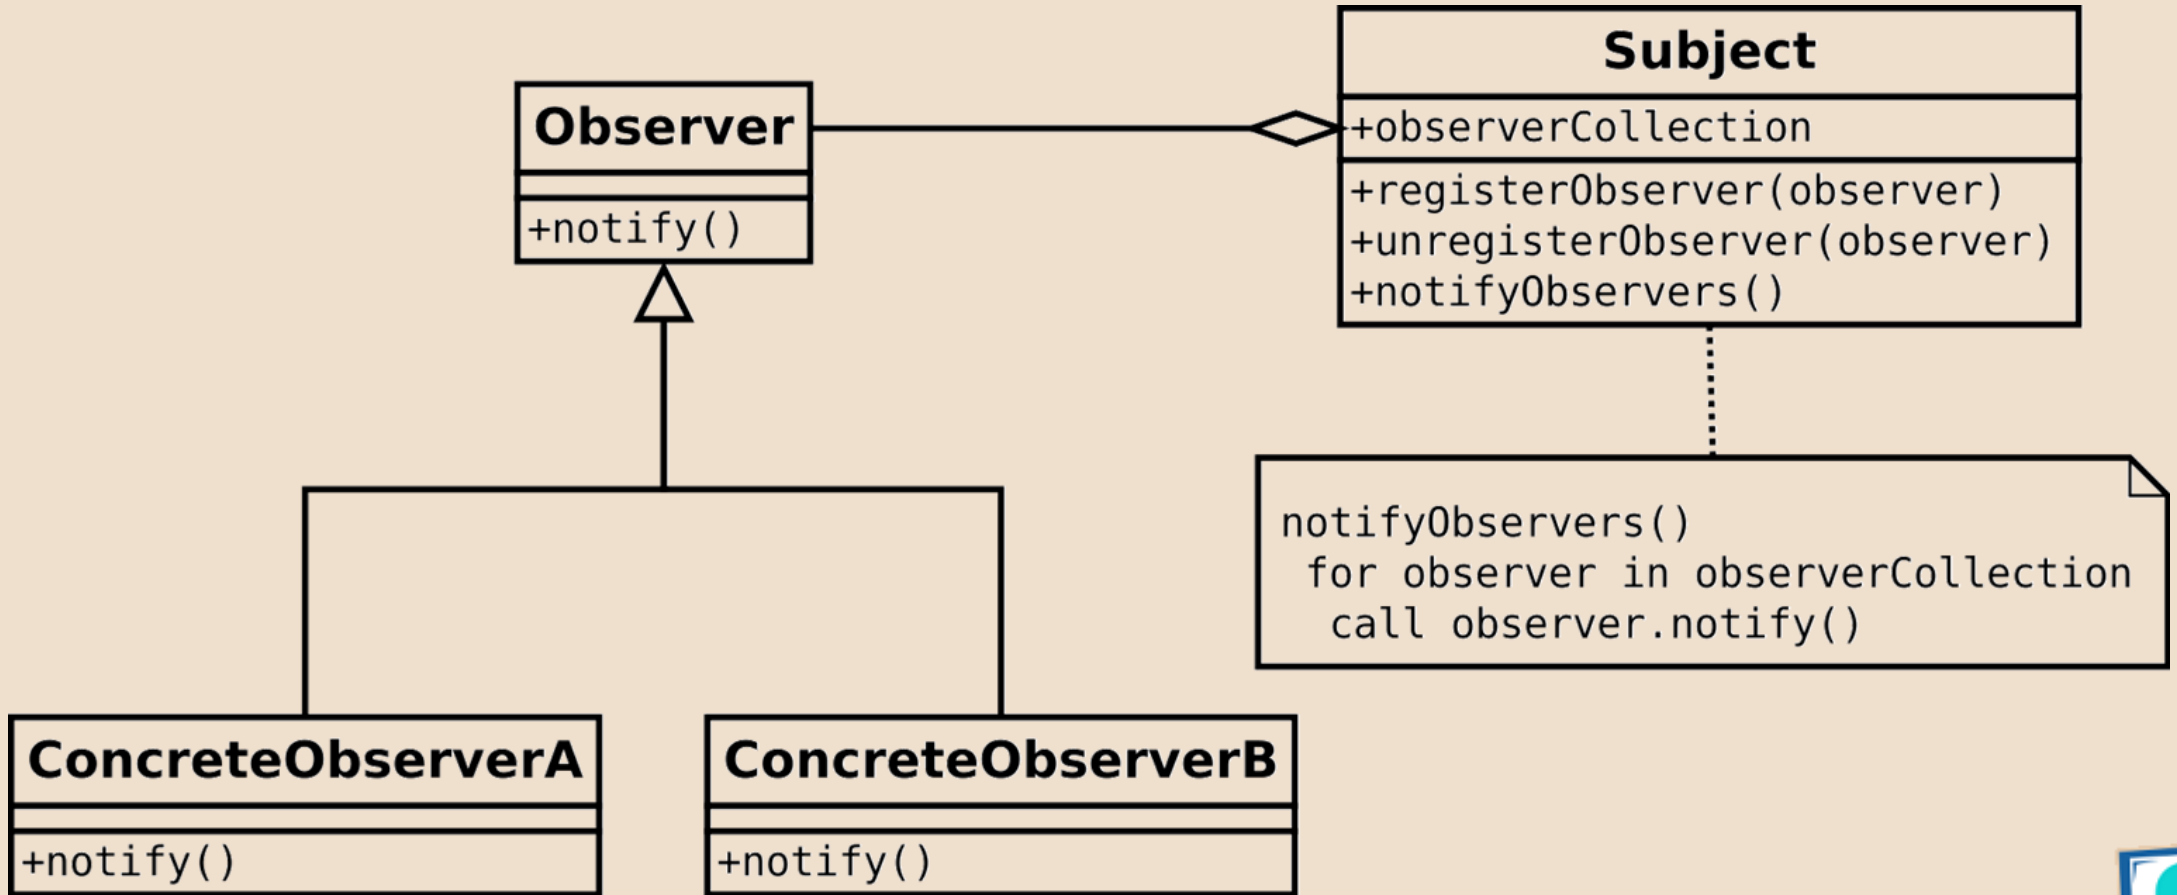 Observer
+notify()
Subject
+observerCollection
+registerObserver(observer)
+unregisterObserver(observer)
+notifyObservers()
notifyObservers()
for observer in observerCollection
call observer.notify()
ConcreteObserverA
+notify()
ConcreteObserverB
+notify()